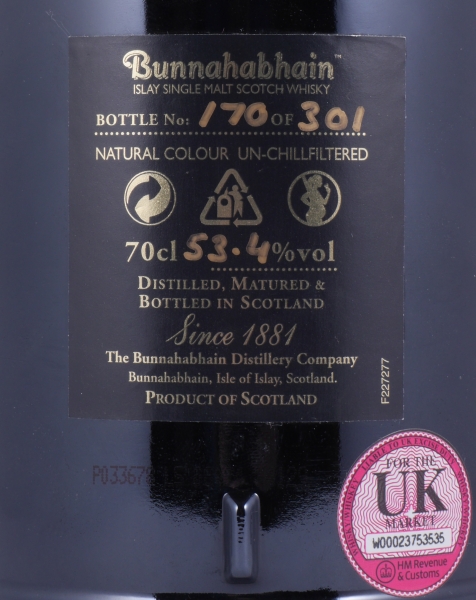 Bunnahabhain™
ISLAY SINGLE MALT SCOTCH WHISKY
BOTTLE No: 170 OF 301
NATURAL COLOUR UN-CHILLFILTERED
70cl 53.4%vol
DISTILLED, MATURED &
BOTTLED IN SCOTLAND
Since 1881
The Bunnahabhain Distillery Company
Bunnahabhain, Isle of Islay, Scotland.
PRODUCT OF SCOTLAND
F227277
FOR THE
UK
MARKET
W00023753535
HM Revenue
& Customs